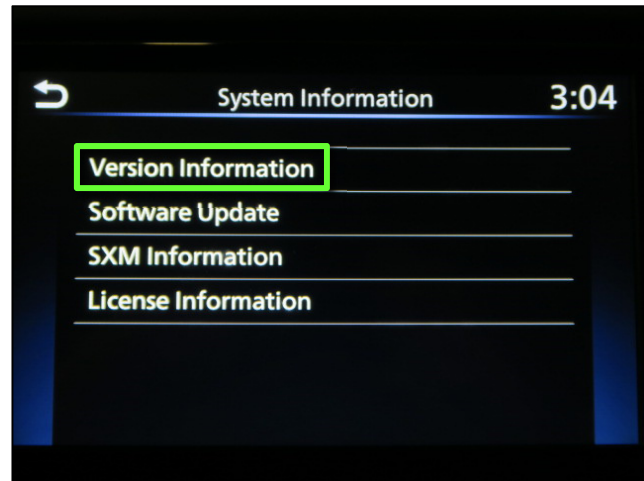 System Information 3:04
Version Information
Software Update
SXM Information
License Information